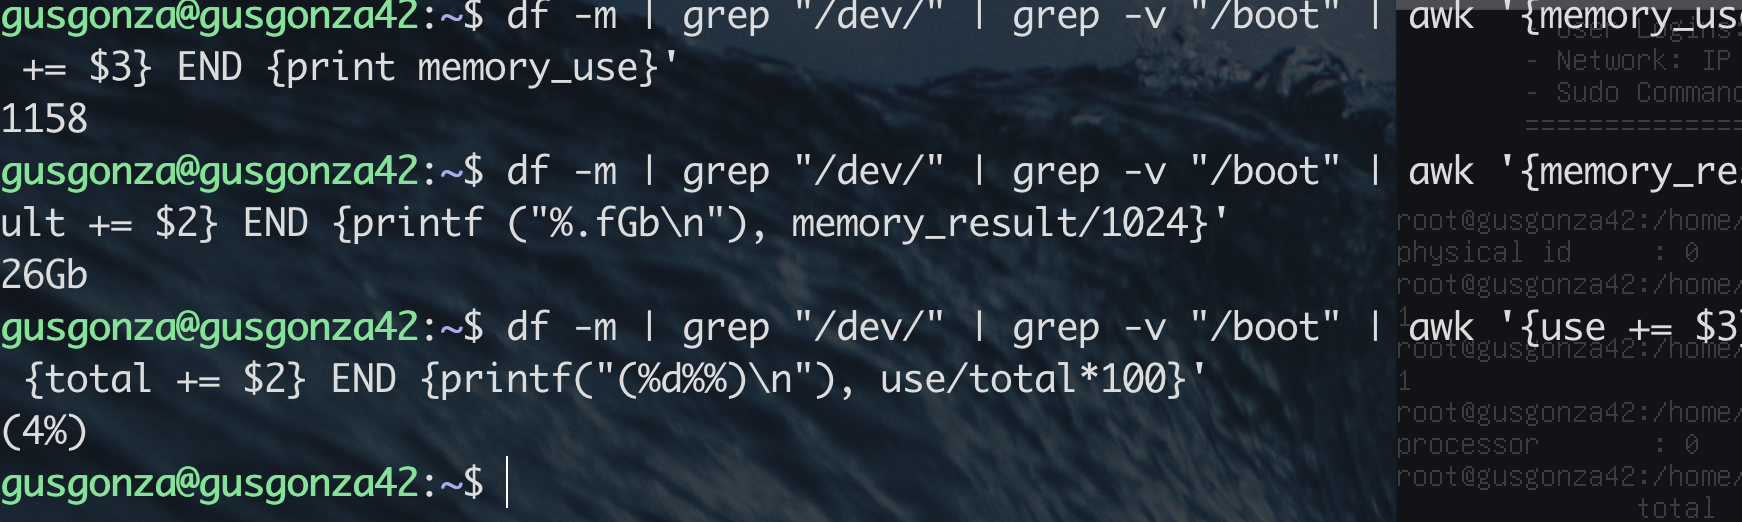 gusgonza@gusgonza42:~$ df -m | grep "/dev/" | grep -v "/boot" | awk '{memory_us
 += $3} END {print memory_use}'
1158
gusgonza@gusgonza42:~$ df -m | grep "/dev/" | grep -v "/boot" | awk '{memory_res
ult += $2} END {printf ("%.fGb\n"), memory_result/1024}'
26Gb
gusgonza@gusgonza42:~$ df -m | grep "/dev/" | grep -v "/boot" | awk '{use += $3}
 {total += $2} END {printf("(%d%%)\n"), use/total*100}'
(4%)
gusgonza@gusgonza42:~$
User Logins:
- Network: IP
- Sudo Command
==============
root@gusgonza42:/home/
physical id : 0
root@gusgonza42:/home/
1
root@gusgonza42:/home/
1
root@gusgonza42:/home/
processor : 0
root@gusgonza42:/home/
total